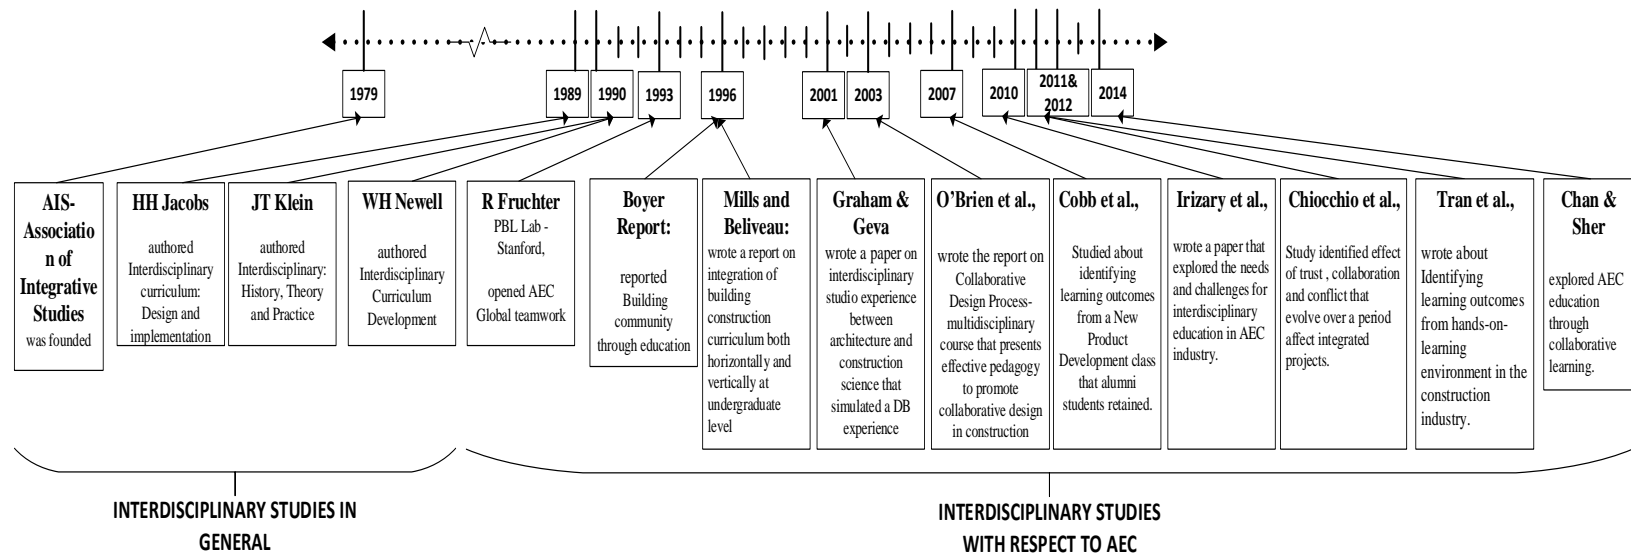 1979
1989
1990
1993
1996
2001
2003
2007
2010
2011&
2012
2014
AIS-
Associatio
n of
Integrative
Studies
was founded
HH Jacobs
authored
Interdisciplinary
curriculum:
Design and
implementation
JT Klein
authored
Interdisciplinary:
History, Theory
and Practice
WH Newell
authored
Interdisciplinary
Curriculum
Development
R Fruchter
PBL Lab -
Stanford,
opened AEC
Global teamwork
Boyer
Report:
reported
Building
community
through education
Mills and
Beliveau:
wrote a report on
integration of
building
construction
curriculum both
horizontally and
vertically at
undergraduate
level
Graham &
Geva
wrote a paper on
interdisciplinary
studio experience
between
architecture and
construction
science that
simulated a DB
experience
O’Brien et al.,
wrote the report on
Collaborative
Design Process-
multidisciplinary
course that presents
effective pedagogy
to promote
collaborative design
in construction
Cobb et al.,
Studied about
identifying
learning outcomes
from a New
Product
Development class
that alumni
students retained.
Irizary et al.,
wrote a paper that
explored the needs
and challenges for
interdisciplinary
education in AEC
industry.
Chiocchio et al.,
Study identified effect
of trust , collaboration
and conflict that
evolve over a period
affect integrated
projects.
Tran et al.,
wrote about
Identifying
learning outcomes
from hands-on-
learning
environment in the
construction
industry.
Chan &
Sher
explored AEC
education
through
collaborative
learning.
INTERDISCIPLINARY STUDIES IN
GENERAL
INTERDISCIPLINARY STUDIES
WITH RESPECT TO AEC